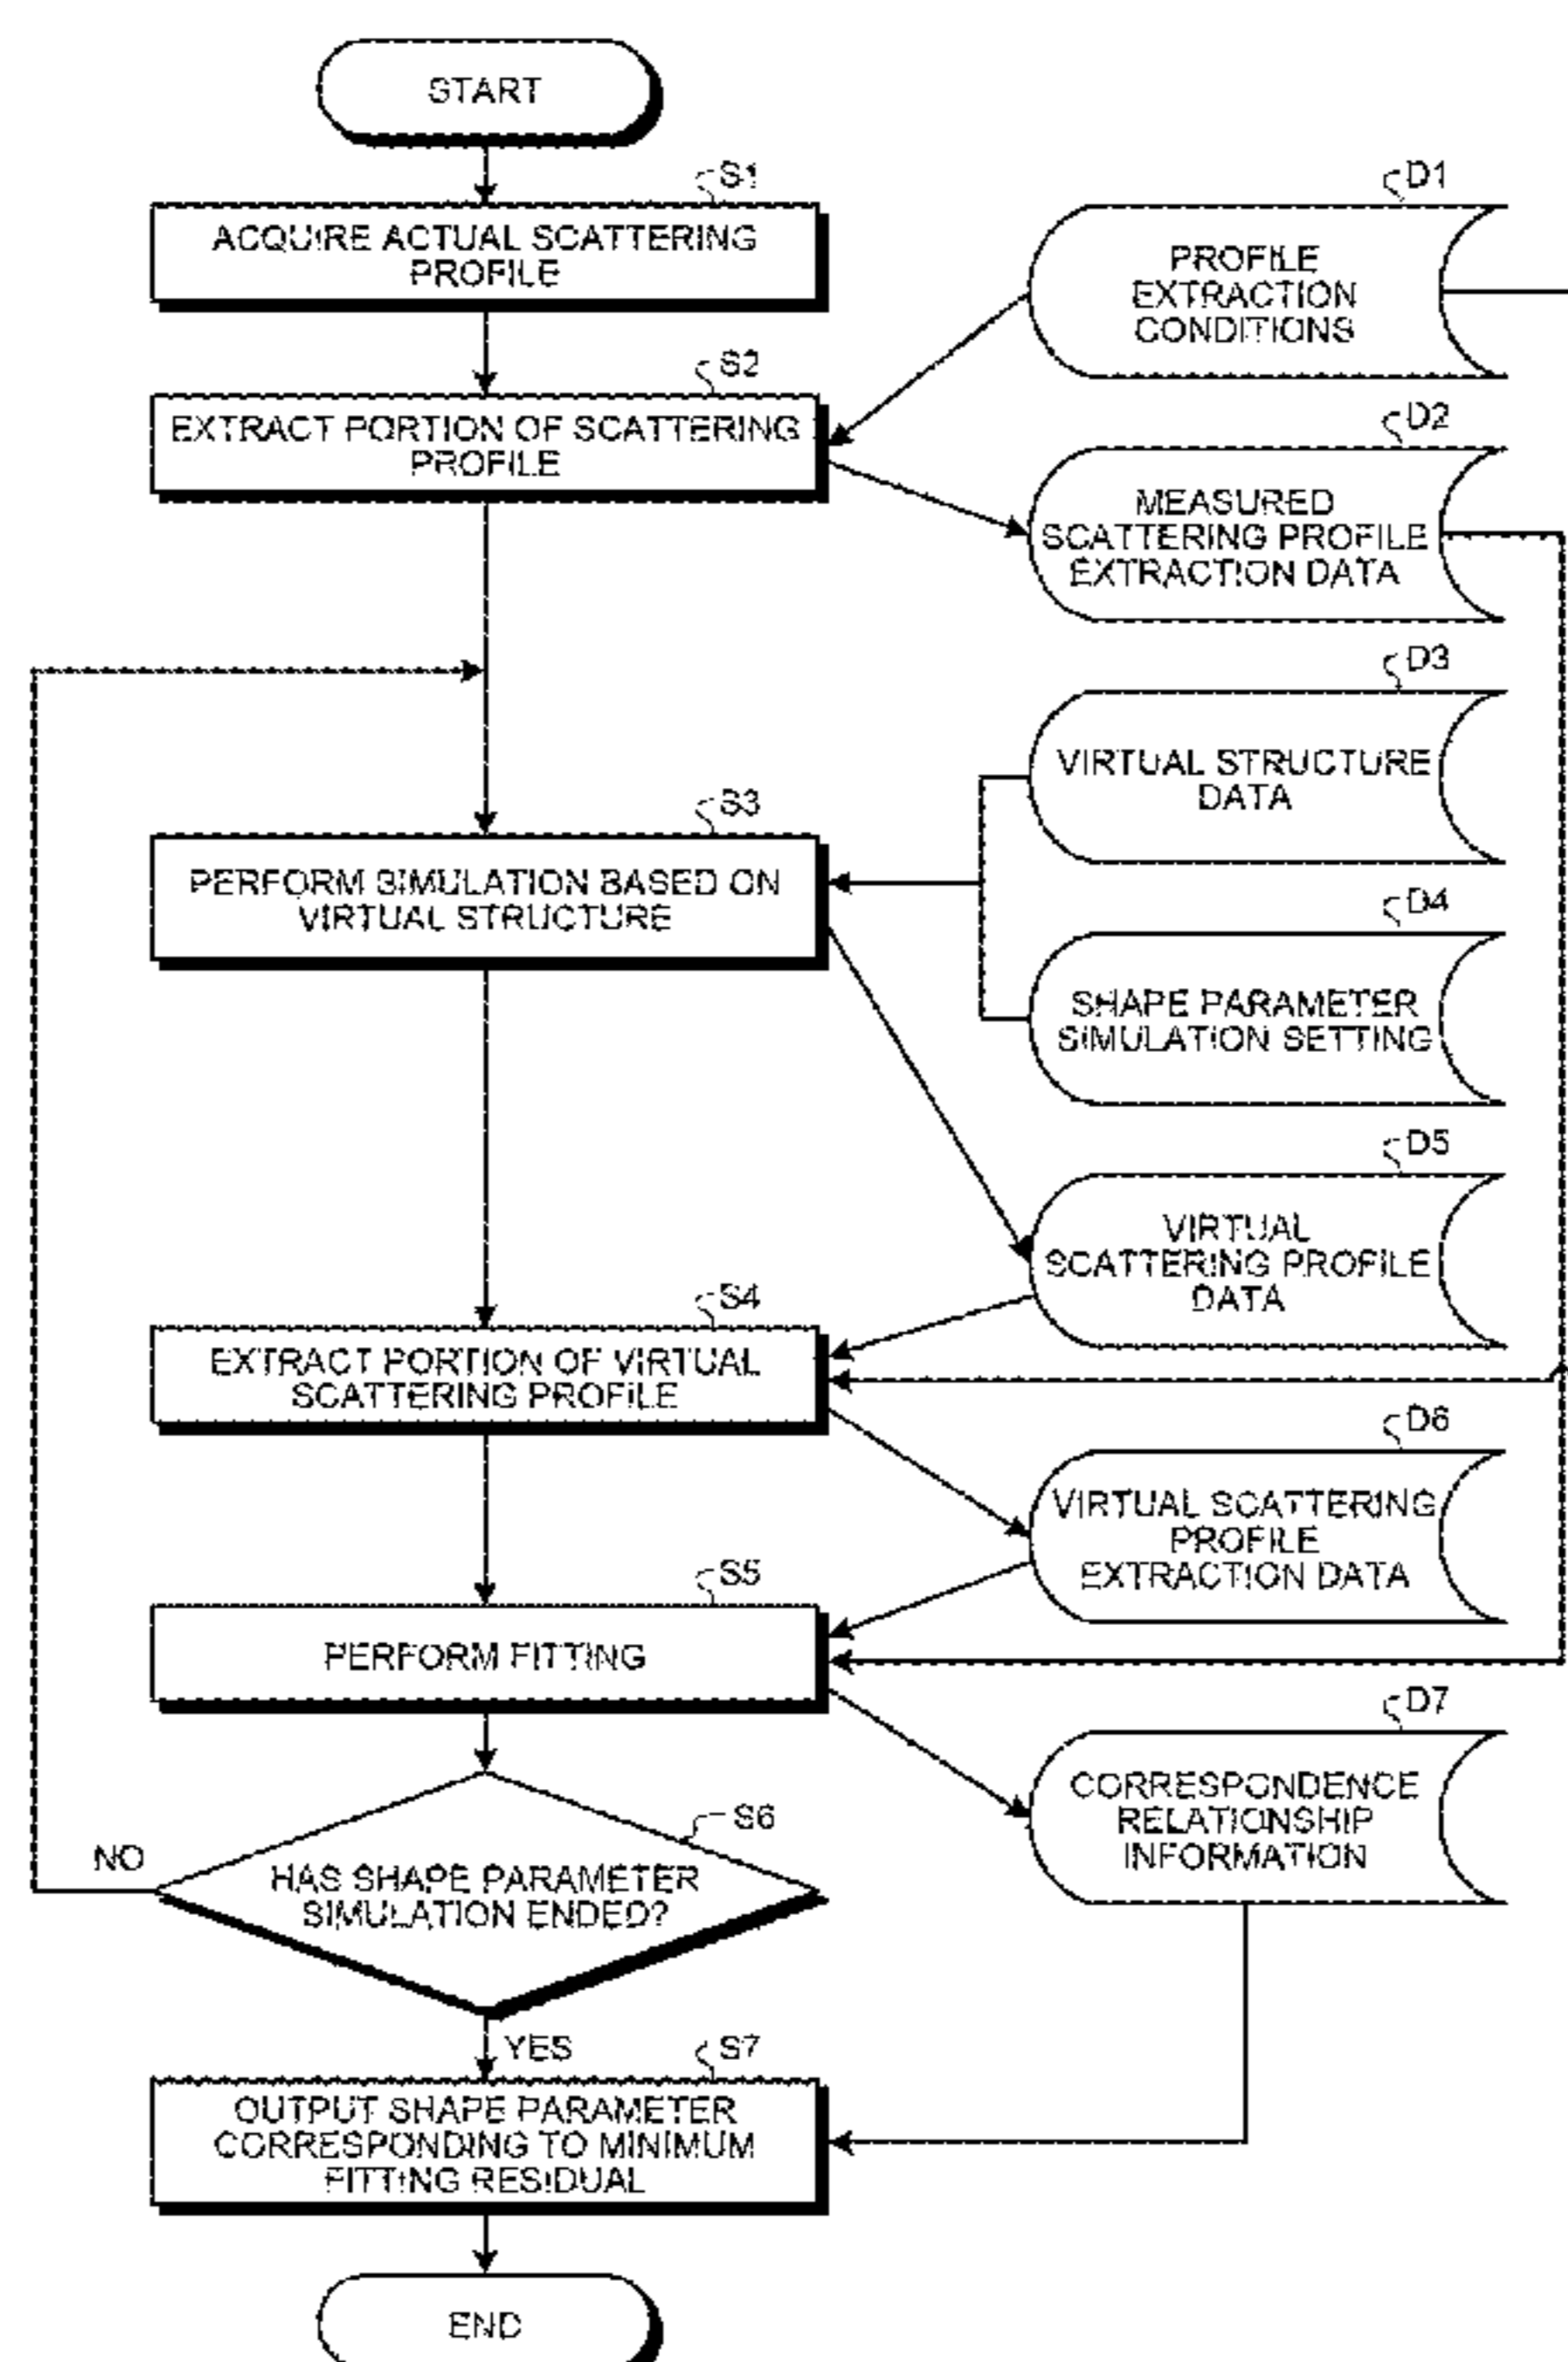 START
S1
ACQUIRE ACTUAL SCATTERING
PROFILE
D1
PROFILE
EXTRACTION
CONDITIONS
S2
EXTRACT PORTION OF SCATTERING
PROFILE
D2
MEASURED
SCATTERING PROFILE
EXTRACTION DATA
D3
VIRTUAL STRUCTURE
DATA
S3
PERFORM SIMULATION BASED ON
VIRTUAL STRUCTURE
D4
SHAPE PARAMETER
SIMULATION SETTING
D5
VIRTUAL
SCATTERING PROFILE
DATA
S4
EXTRACT PORTION OF VIRTUAL
SCATTERING PROFILE
D6
VIRTUAL SCATTERING
PROFILE
EXTRACTION DATA
S5
PERFORM FITTING
D7
CORRESPONDENCE
RELATIONSHIP
INFORMATION
S6
NO
HAS SHAPE PARAMETER
SIMULATION ENDED?
YES
S7
OUTPUT SHAPE PARAMETER
CORRESPONDING TO MINIMUM
FITTING RESIDUAL
END